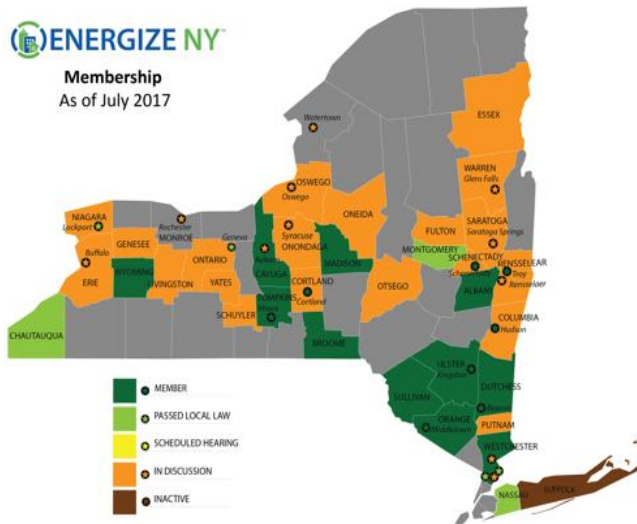 ENERGIZE NY™
Membership
As of July 2017
ESSEX
Watertown
WARREN
Glens Falls
OSWEGO
Oswego
NIAGARA
Lockport
Rochester
MONROE
Geneva
Syracuse
ONONDAGA
ONEIDA
FULTON
SARATOGA
Saratoga Springs
MONTGOMERY
GENESEE
Buffalo
ONTARIO
Auburn
CAYUGA
MADISON
SCHENECTADY
Schenectady
RENSSELEAR
Troy
Rensselaer
ERIE
WYOMING
LIVINGSTON
YATES
CORTLAND
Cortland
OTSEGO
ALBANY
TOMPKINS
Ithaca
SCHUYLER
COLUMBIA
Hudson
CHAUTAUQUA
BROOME
ULSTER
Kingston
DUTCHESS
SULLIVAN
ORANGE
Middletown
Beacon
PUTNAM
WESTCHESTER
NASSAU
SUFFOLK
MEMBER
PASSED LOCAL LAW
SCHEDULED HEARING
IN DISCUSSION
INACTIVE